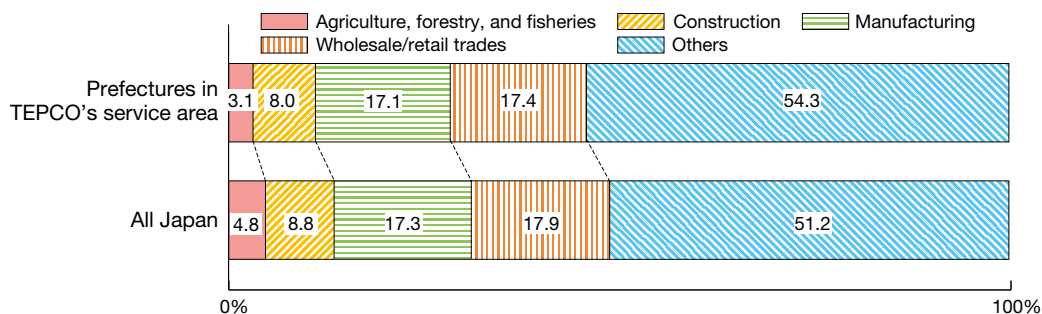 Agriculture, forestry, and fisheries Construction Manufacturing
Wholesale/retail trades Others
Prefectures in
TEPCO's service area
3.1 8.0 17.1 17.4 54.3
All Japan
4.8 8.8 17.3 17.9 51.2
0% 100%